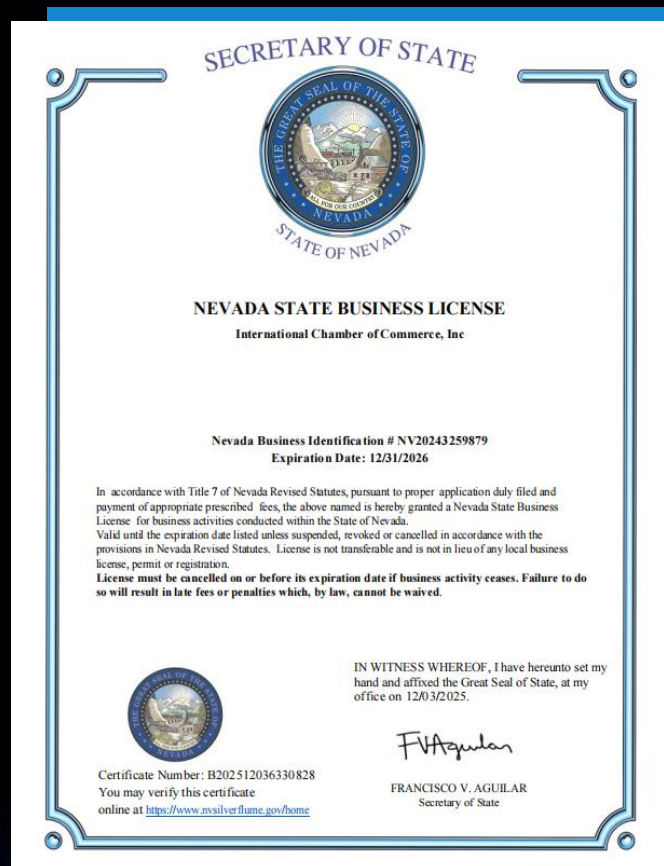 SECRETARY OF STATE
THE GREAT SEAL OF THE STATE OF
ALL FOR OUR COUNTRY
NEVADA
STATE OF NEVADA
NEVADA STATE BUSINESS LICENSE
International Chamber of Commerce, Inc
Nevada Business Identification # NV20243259879
Expiration Date: 12/31/2026
In accordance with Title 7 of Nevada Revised Statutes, pursuant to proper application duly filed and
payment of appropriate prescribed fees, the above named is hereby granted a Nevada State Business
License for business activities conducted within the State of Nevada.
Valid until the expiration date listed unless suspended, revoked or cancelled in accordance with the
provisions in Nevada Revised Statutes. License is not transferable and is not in lieu of any local business
license, permit or registration.
License must be cancelled on or before its expiration date if business activity ceases. Failure to do
so will result in late fees or penalties which, by law, cannot be waived.
IN WITNESS WHEREOF, I have hereunto set my
hand and affixed the Great Seal of State, at my
office on 12/03/2025.
THE GREAT SEAL OF THE STATE OF
NEVADA
FVAguilar
FRANCISCO V. AGUILAR
Secretary of State
Certificate Number: B202512036330828
You may verify this certificate
online at https://www.nvsilverflume.gov/home